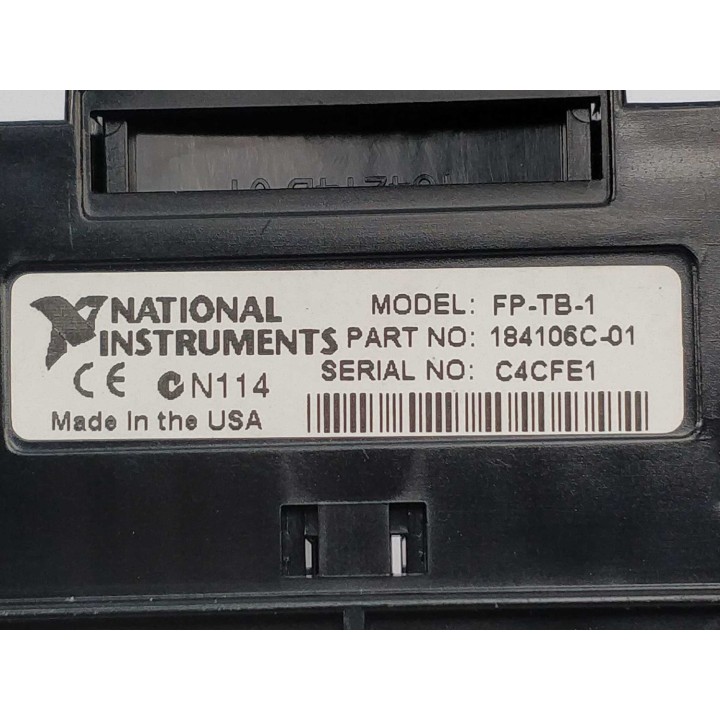 NATIONAL
INSTRUMENTS
MODEL: FP-TB-1
PART NO: 184106C-01
SERIAL NO: C4CFE1
CE N114
Made In the USA